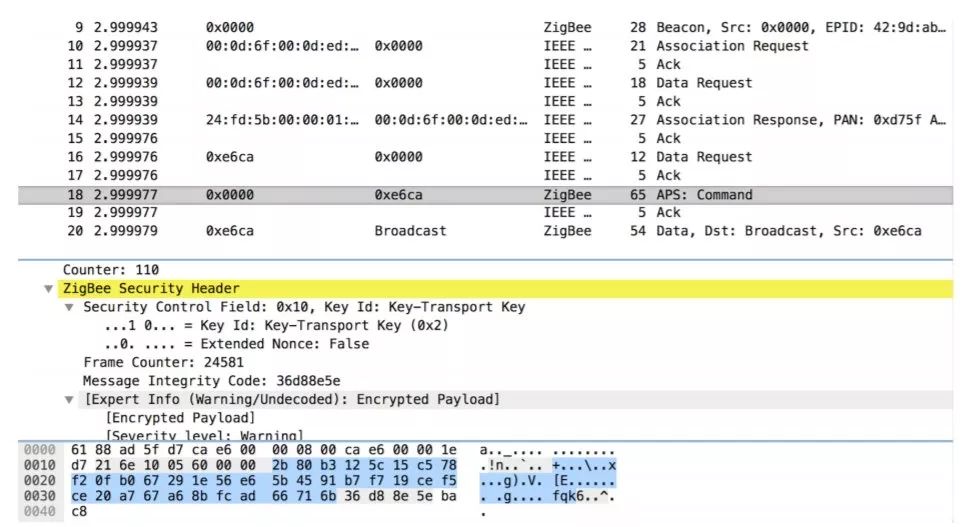 9 2.999943 0x0000 ZigBee 28 Beacon, Src: 0x0000, EPID: 42:9d:ab…
10 2.999937 00:0d:6f:00:0d:ed:… 0x0000 IEEE … 21 Association Request
11 2.999937 IEEE … 5 Ack
12 2.999939 00:0d:6f:00:0d:ed:… 0x0000 IEEE … 18 Data Request
13 2.999939 IEEE … 5 Ack
14 2.999939 24:fd:5b:00:00:01:… 00:0d:6f:00:0d:ed:… IEEE … 27 Association Response, PAN: 0xd75f A…
15 2.999976 IEEE … 5 Ack
16 2.999976 0xe6ca 0x0000 IEEE … 12 Data Request
17 2.999976 IEEE … 5 Ack
18 2.999977 0x0000 0xe6ca ZigBee 65 APS: Command
19 2.999977 IEEE … 5 Ack
20 2.999979 0xe6ca Broadcast ZigBee 54 Data, Dst: Broadcast, Src: 0xe6ca
Counter: 110
ZigBee Security Header
Security Control Field: 0x10, Key Id: Key-Transport Key
...1 0... = Key Id: Key-Transport Key (0x2)
..0. .... = Extended Nonce: False
Frame Counter: 24581
Message Integrity Code: 36d88e5e
[Expert Info (Warning/Undecoded): Encrypted Payload]
[Encrypted Payload]
[Severity level: Warning]
0000 61 88 ad 5f d7 ca e6 00 00 08 00 ca e6 00 00 1e a.._.... ........
0010 d7 21 6e 10 05 60 00 00 2b 80 b3 12 5c 15 c5 78 .!n..`.. +...\..x
0020 f2 0f b0 67 29 1e 56 e6 5b 45 91 b7 f7 19 ce f5 ...g).V. [E......
0030 ce 20 a7 67 a6 8b fc ad 66 71 6b 36 d8 8e 5e ba . .g.... fqk6..^.
0040 c8 .